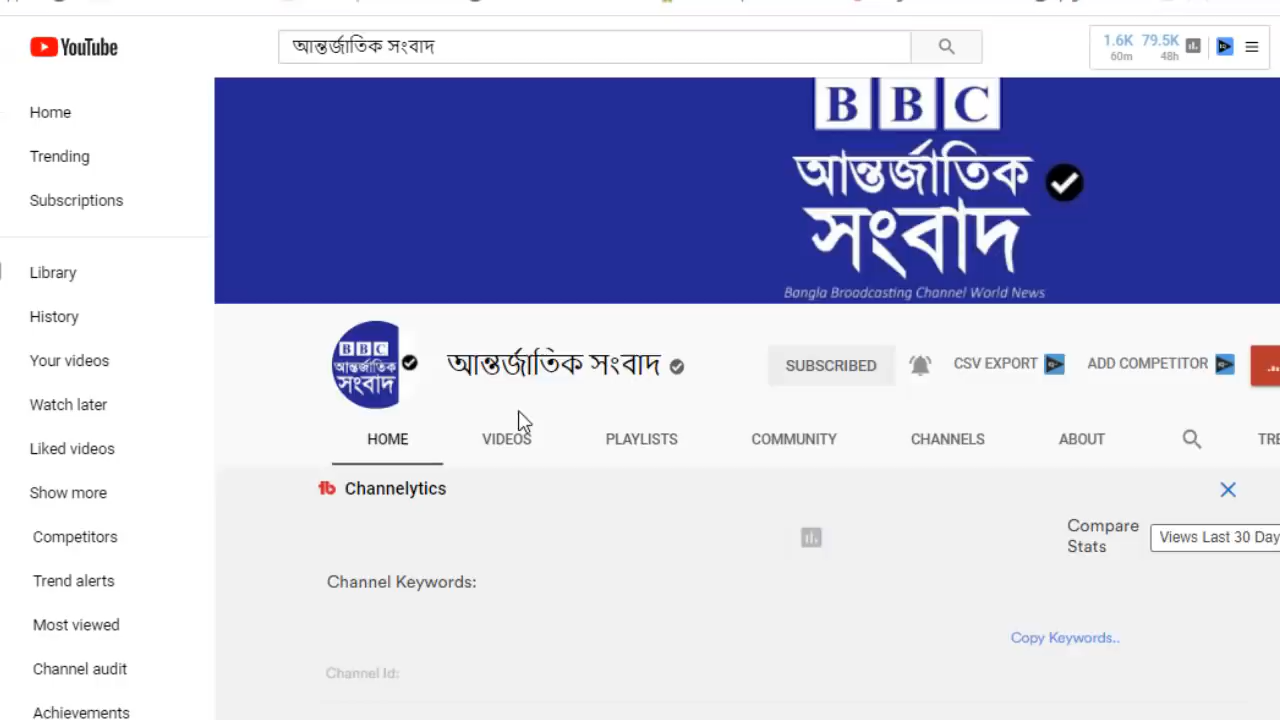 YouTube
আন্তর্জাতিক সংবাদ
1.6K 79.5K
60m 48h
Home
Trending
Subscriptions
Library
History
Your videos
Watch later
Liked videos
Show more
Competitors
Trend alerts
Most viewed
Channel audit
Achievements
BBC
আন্তর্জাতিক
সংবাদ
Bangla Broadcasting Channel World News
BBC
আন্তর্জাতিক
সংবাদ
আন্তর্জাতিক সংবাদ
SUBSCRIBED
CSV EXPORT
ADD COMPETITOR
HOME VIDEOS PLAYLISTS COMMUNITY CHANNELS ABOUT TRE
Channelytics
Compare
Stats
Views Last 30 Day
Channel Keywords:
Copy Keywords..
Channel Id: